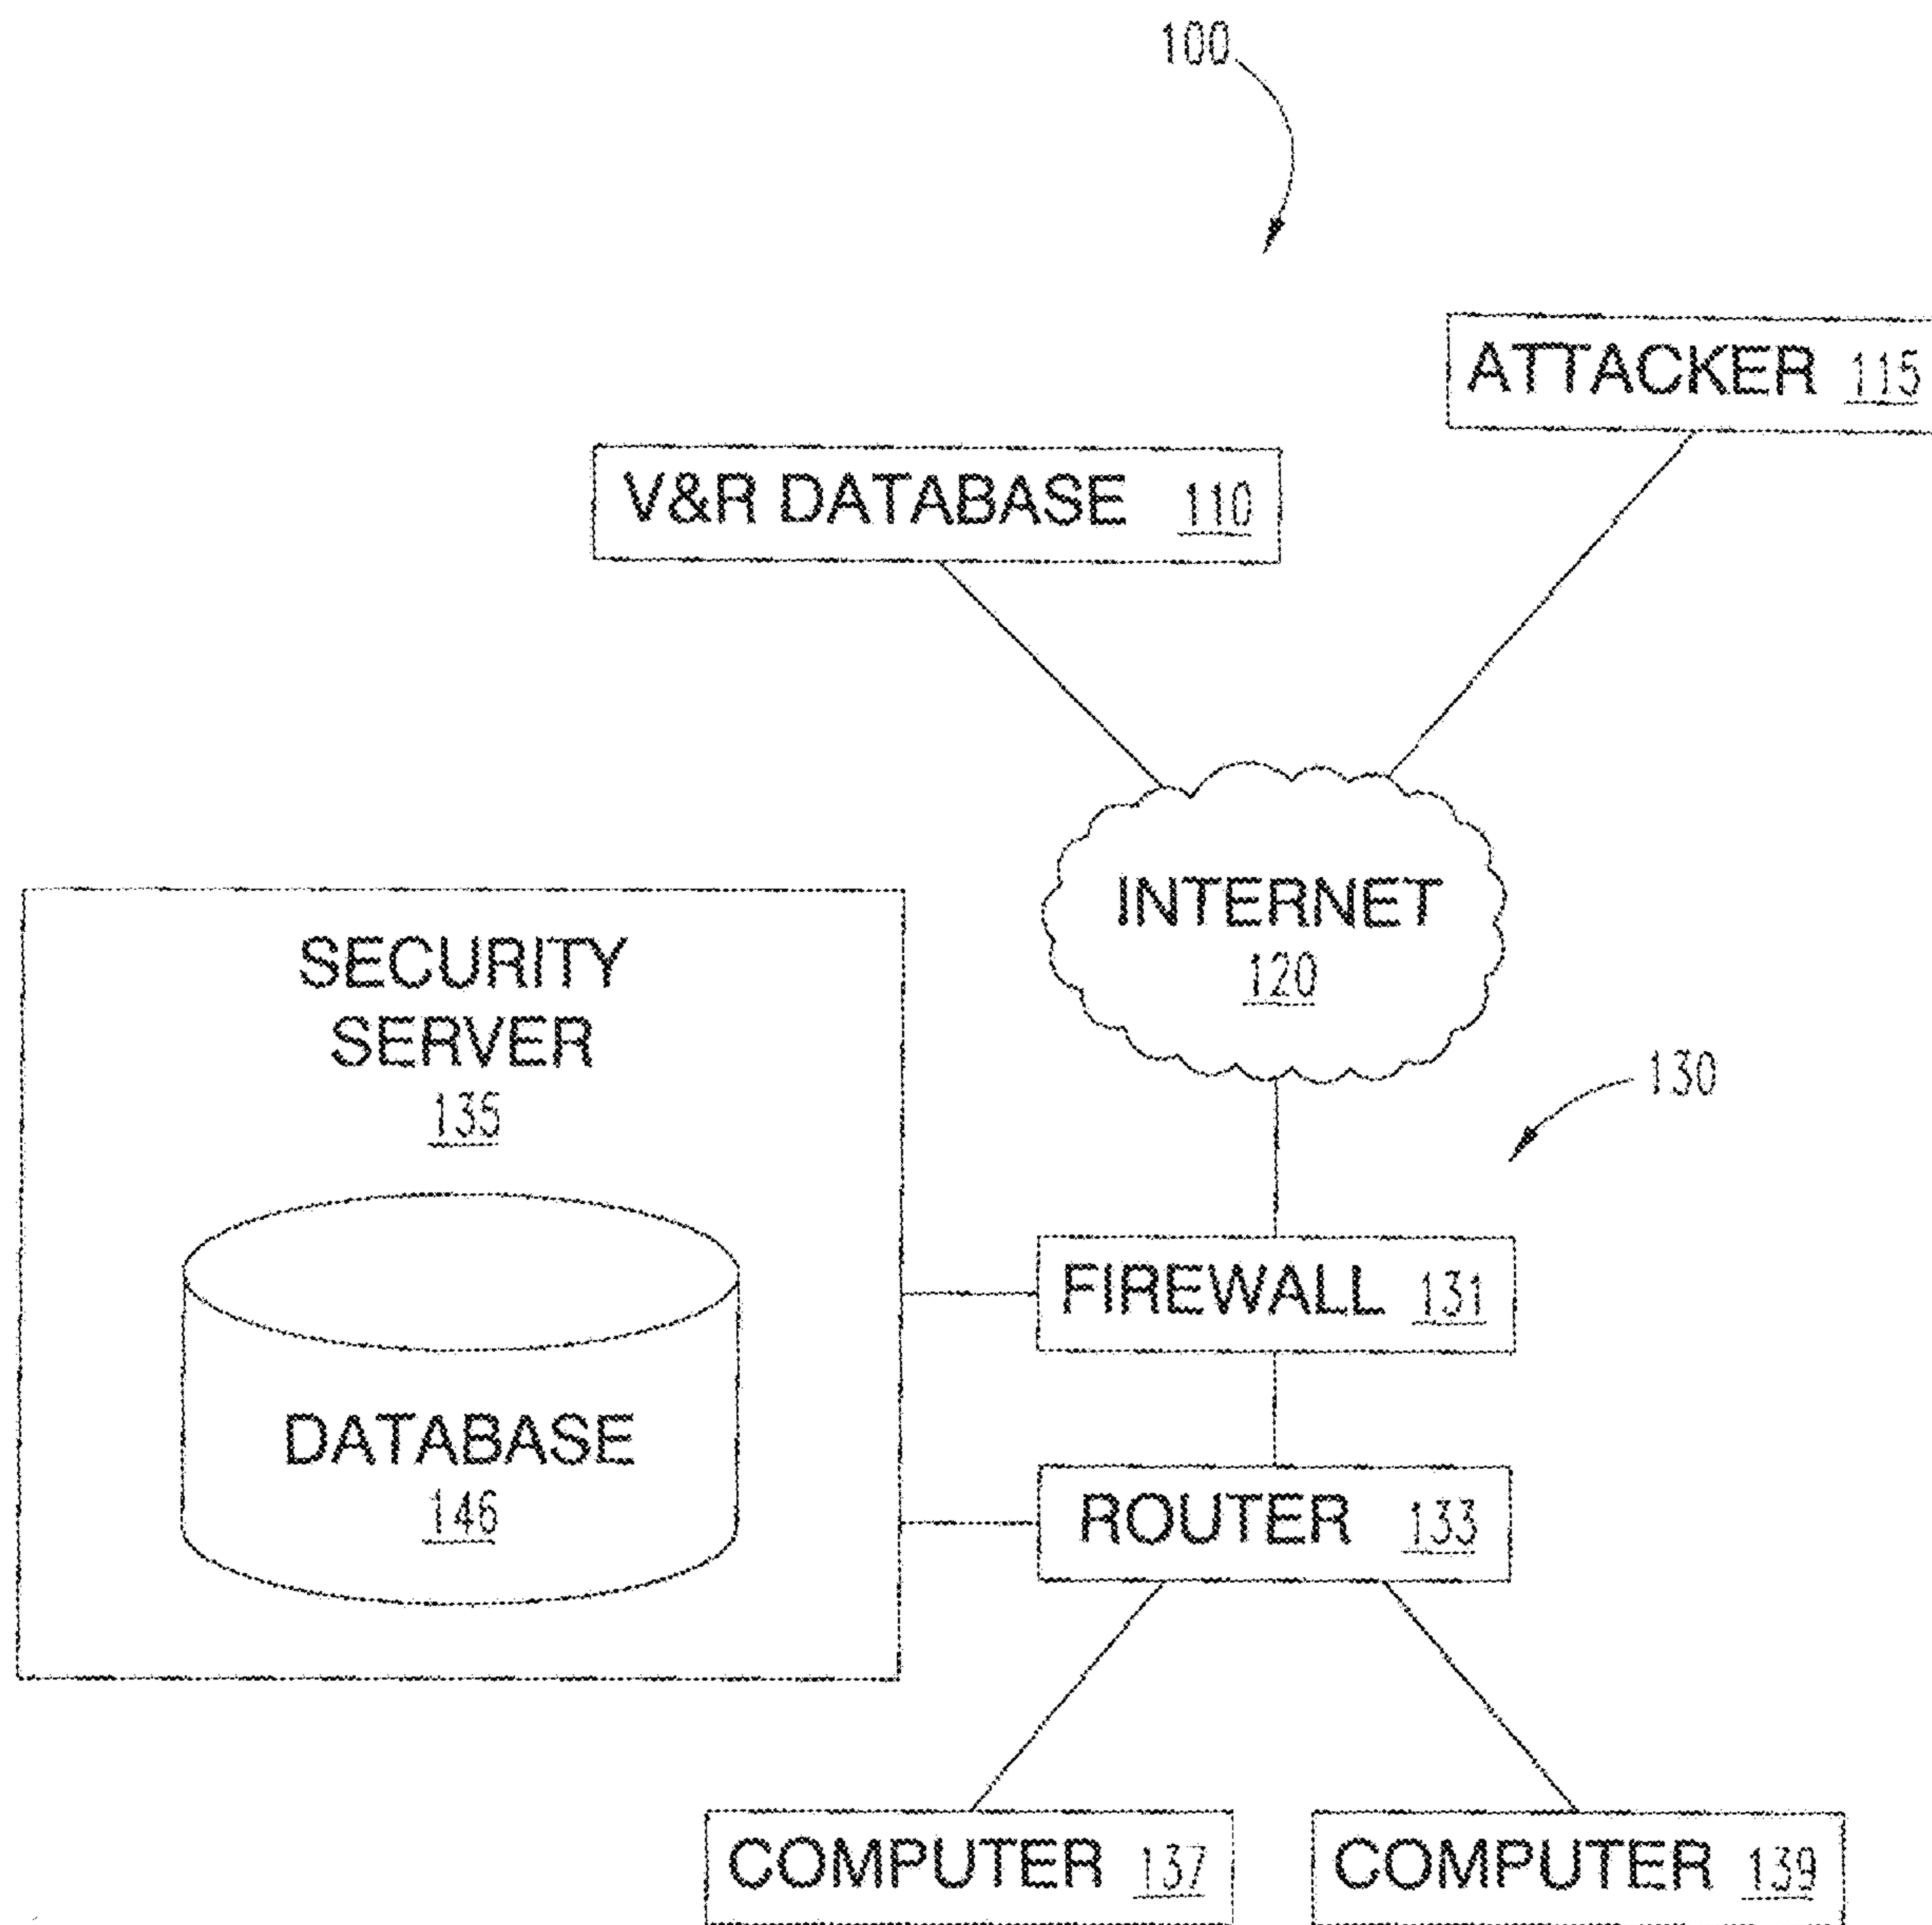 100
ATTACKER 115
V&R DATABASE 110
INTERNET
120
SECURITY
SERVER
135
130
FIREWALL 131
DATABASE
146
ROUTER 133
COMPUTER 137
COMPUTER 139